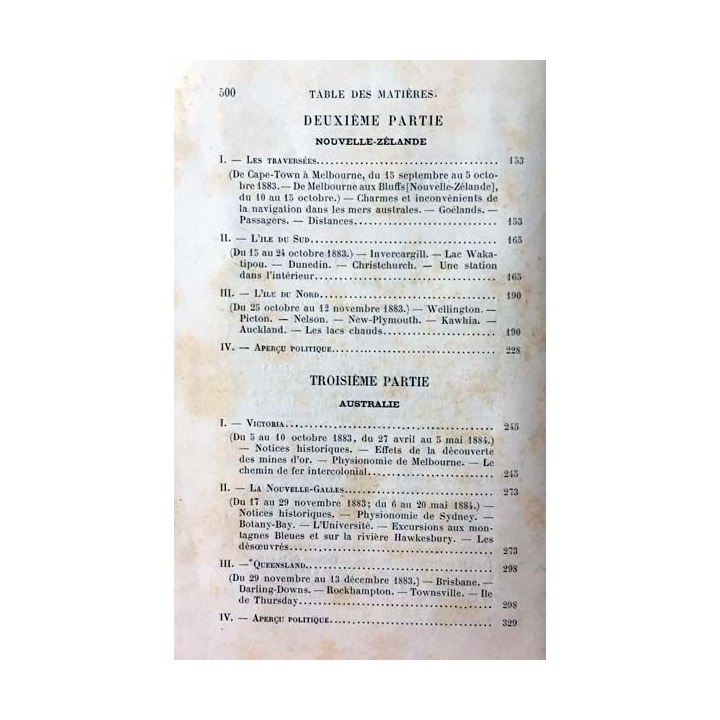 500 TABLE DES MATIÈRES.
DEUXIÈME PARTIE
NOUVELLE-ZÉLANDE
I. — Les traversées........................................ 153
(De Cape-Town à Melbourne, du 15 septembre au 5 octo-
bre 1883. — De Melbourne aux Bluffs [Nouvelle-Zélande],
du 10 au 15 octobre.) — Charmes et inconvénients de
la navigation dans les mers australes. — Goélands. —
Passagers. — Distances........................................ 153
II. — L'ile du Sud........................................ 165
(Du 15 au 24 octobre 1883.) — Invercargill. — Lac Waka-
tipou. — Dunedin. — Christchurch. — Une station
dans l'intérieur........................................ 165
III. — L'ile du Nord........................................ 190
(Du 25 octobre au 12 novembre 1883.) — Wellington. —
Picton. — Nelson. — New-Plymouth. — Kawhia. —
Auckland. — Les lacs chauds........................................ 190
IV. — Aperçu politique........................................ 228
TROISIÈME PARTIE
AUSTRALIE
I. — Victoria........................................ 245
(Du 5 au 10 octobre 1883, du 27 avril au 5 mai 1884.)
— Notices historiques. — Effets de la découverte
des mines d'or. — Physionomie de Melbourne. — Le
chemin de fer intercolonial........................................ 245
II. — La Nouvelle-Galles........................................ 273
(Du 17 au 29 novembre 1883; du 6 au 20 mai 1884.) —
Notices historiques. — Physionomie de Sydney. —
Botany-Bay. — L'Université. — Excursions aux mon-
tagnes Bleues et sur la rivière Hawkesbury. — Les
désœuvrés........................................ 273
III. — Queensland........................................ 298
(Du 29 novembre au 13 décembre 1883.) — Brisbane. —
Darling-Downs. — Rockhampton. — Townsville. — Ile
de Thursday........................................ 298
IV. — Aperçu politique........................................ 329